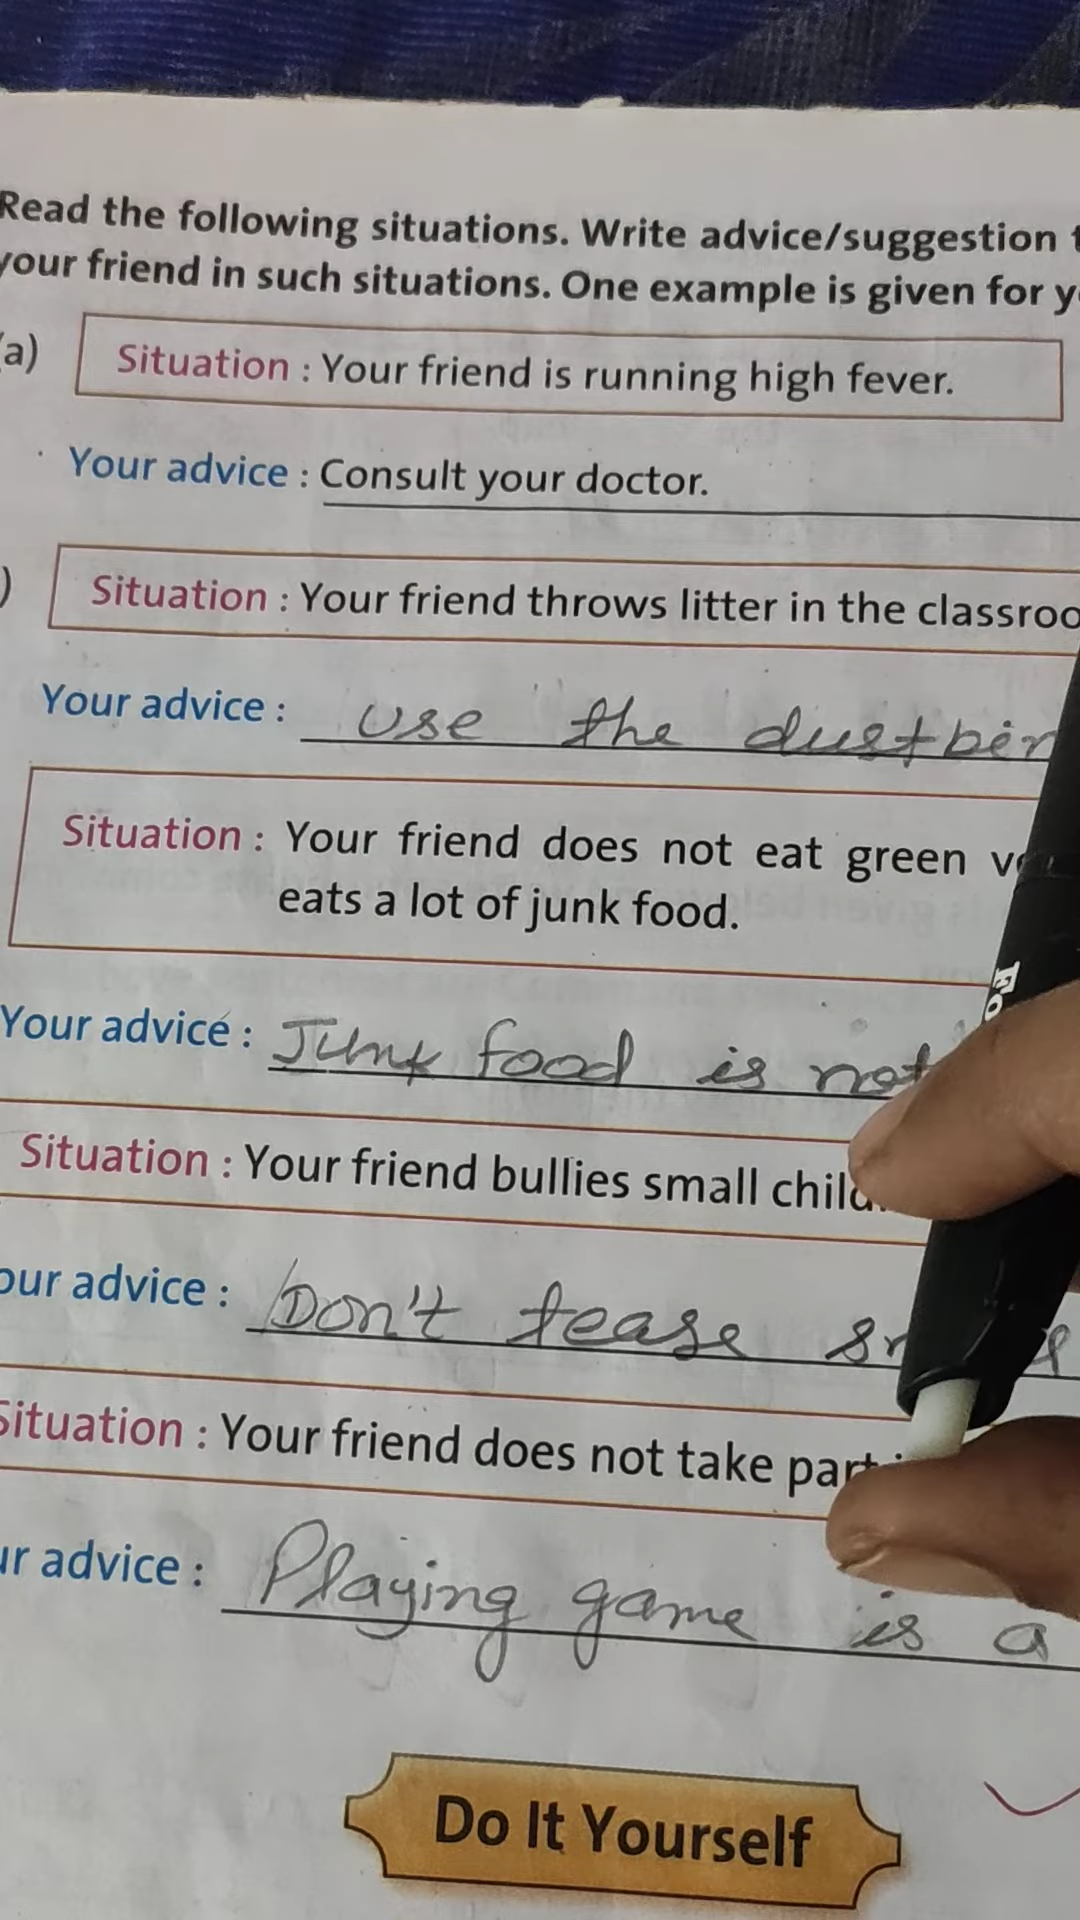 Read the following situations. Write advice/suggestion
your friend in such situations. One example is given for
(a) Situation : Your friend is running high fever.
Your advice : Consult your doctor.
) Situation : Your friend throws litter in the classroo
Your advice : use the dustbin
Situation : Your friend does not eat green
eats a lot of junk food.
Your advice : Junk food is not
Situation : Your friend bullies small child
our advice : Don't tease
Situation : Your friend does not take part
ur advice : Playing game is a
Do It Yourself
Fo